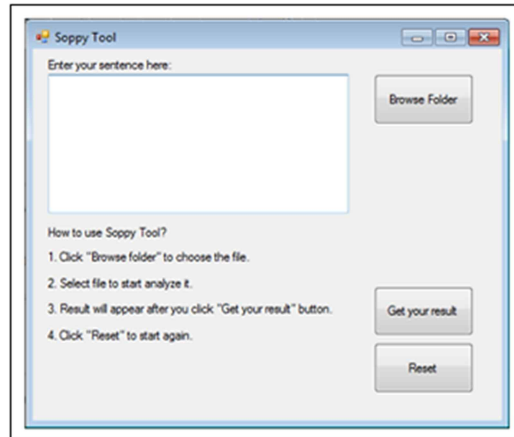 Soppy Tool
Enter your sentence here:
Browse Folder
How to use Soppy Tool?
1. Click "Browse folder" to choose the file.
2. Select file to start analyze it.
3. Result will appear after you click "Get your result" button.
4. Click "Reset" to start again.
Get your result
Reset